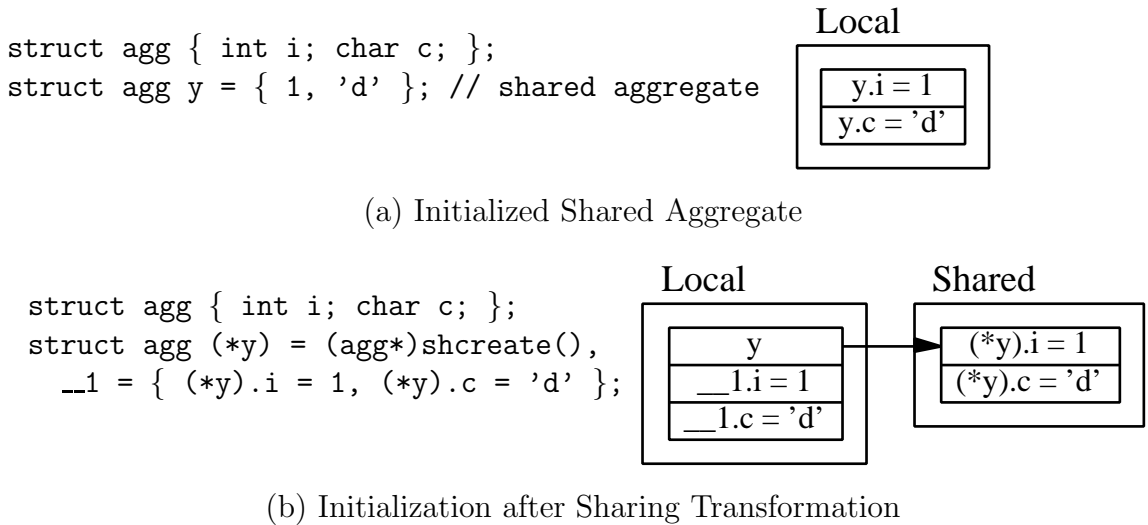 struct agg { int i; char c; };
struct agg y = { 1, 'd' }; // shared aggregate
Local
y.i = 1
y.c = 'd'
(a) Initialized Shared Aggregate
struct agg { int i; char c; };
struct agg (*y) = (agg*)shcreate(),
__1 = { (*y).i = 1, (*y).c = 'd' };
Local
y
__1.i = 1
__1.c = 'd'
Shared
(*y).i = 1
(*y).c = 'd'
(b) Initialization after Sharing Transformation